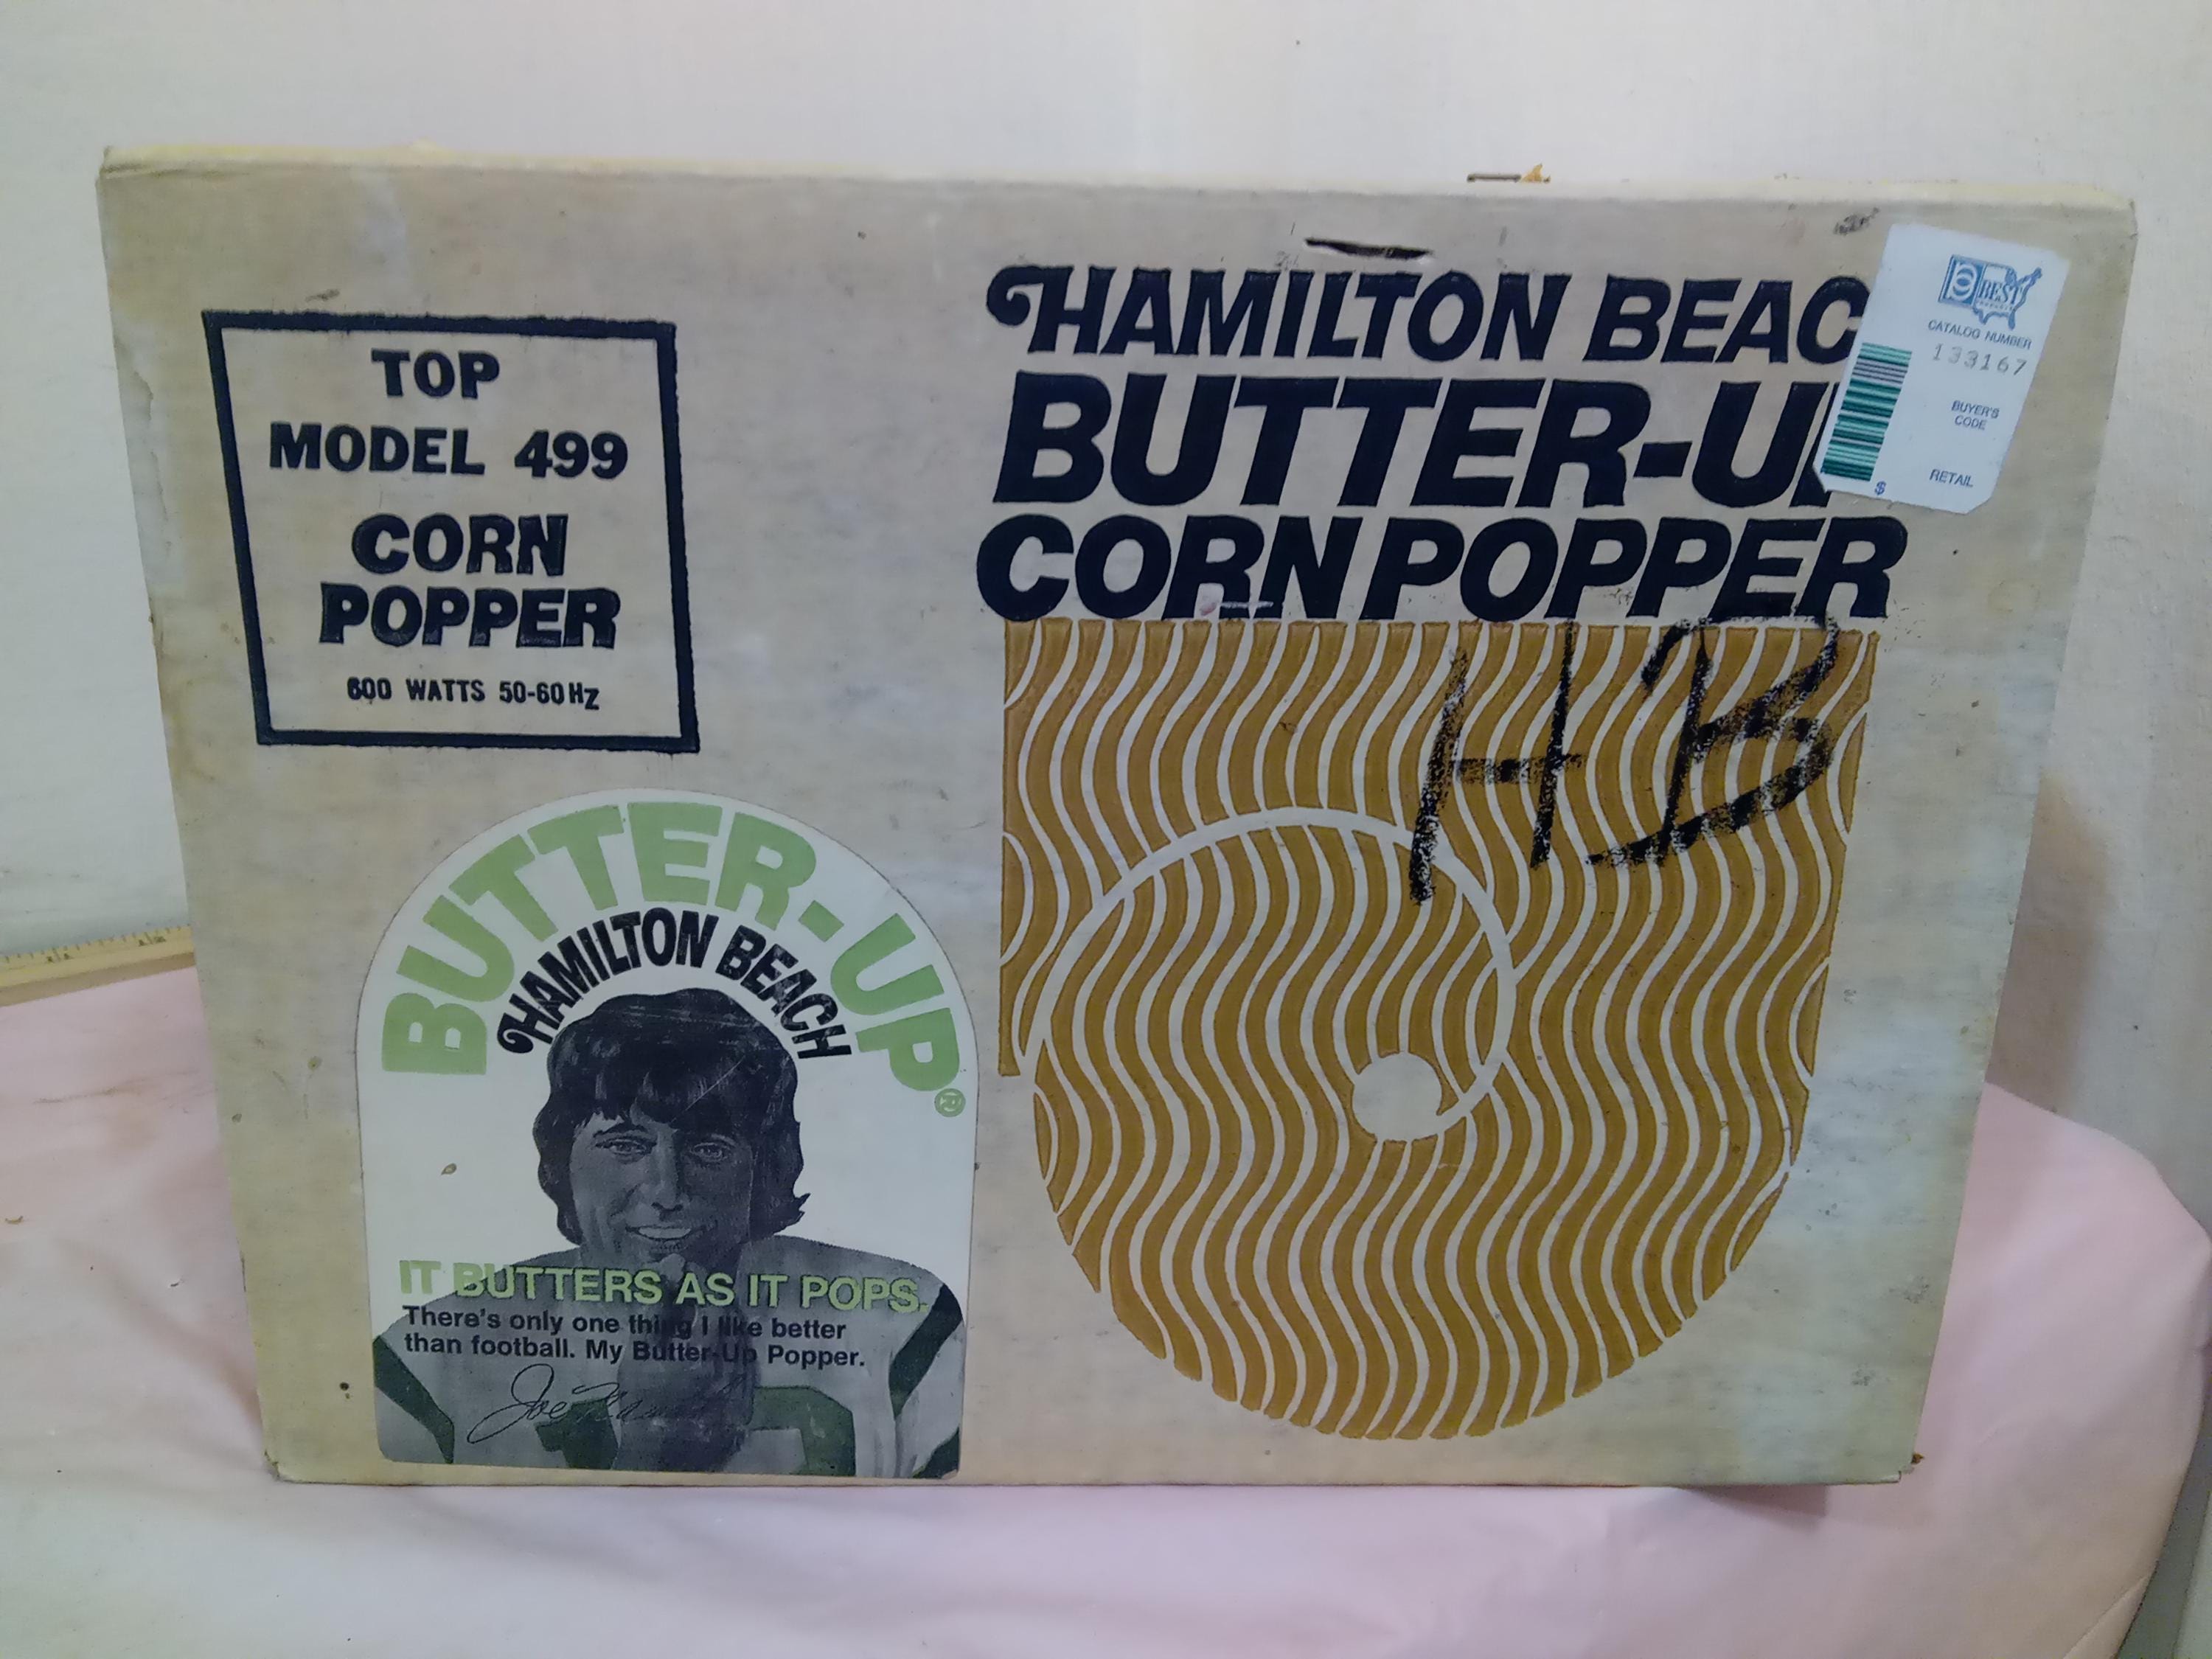 TOP
MODEL 499
CORN
POPPER
600 WATTS 50-60Hz
HAMILTON BEAC
BUTTER-U
CORN POPPER
BEST
CATALOG NUMBER
133167
BUYER'S
CODE
$ RETAIL
HB
BUTTER-UP®
HAMILTON BEACH
IT BUTTERS AS IT POPS.
There's only one thing I like better
than football. My Butter-Up Popper.
Joe